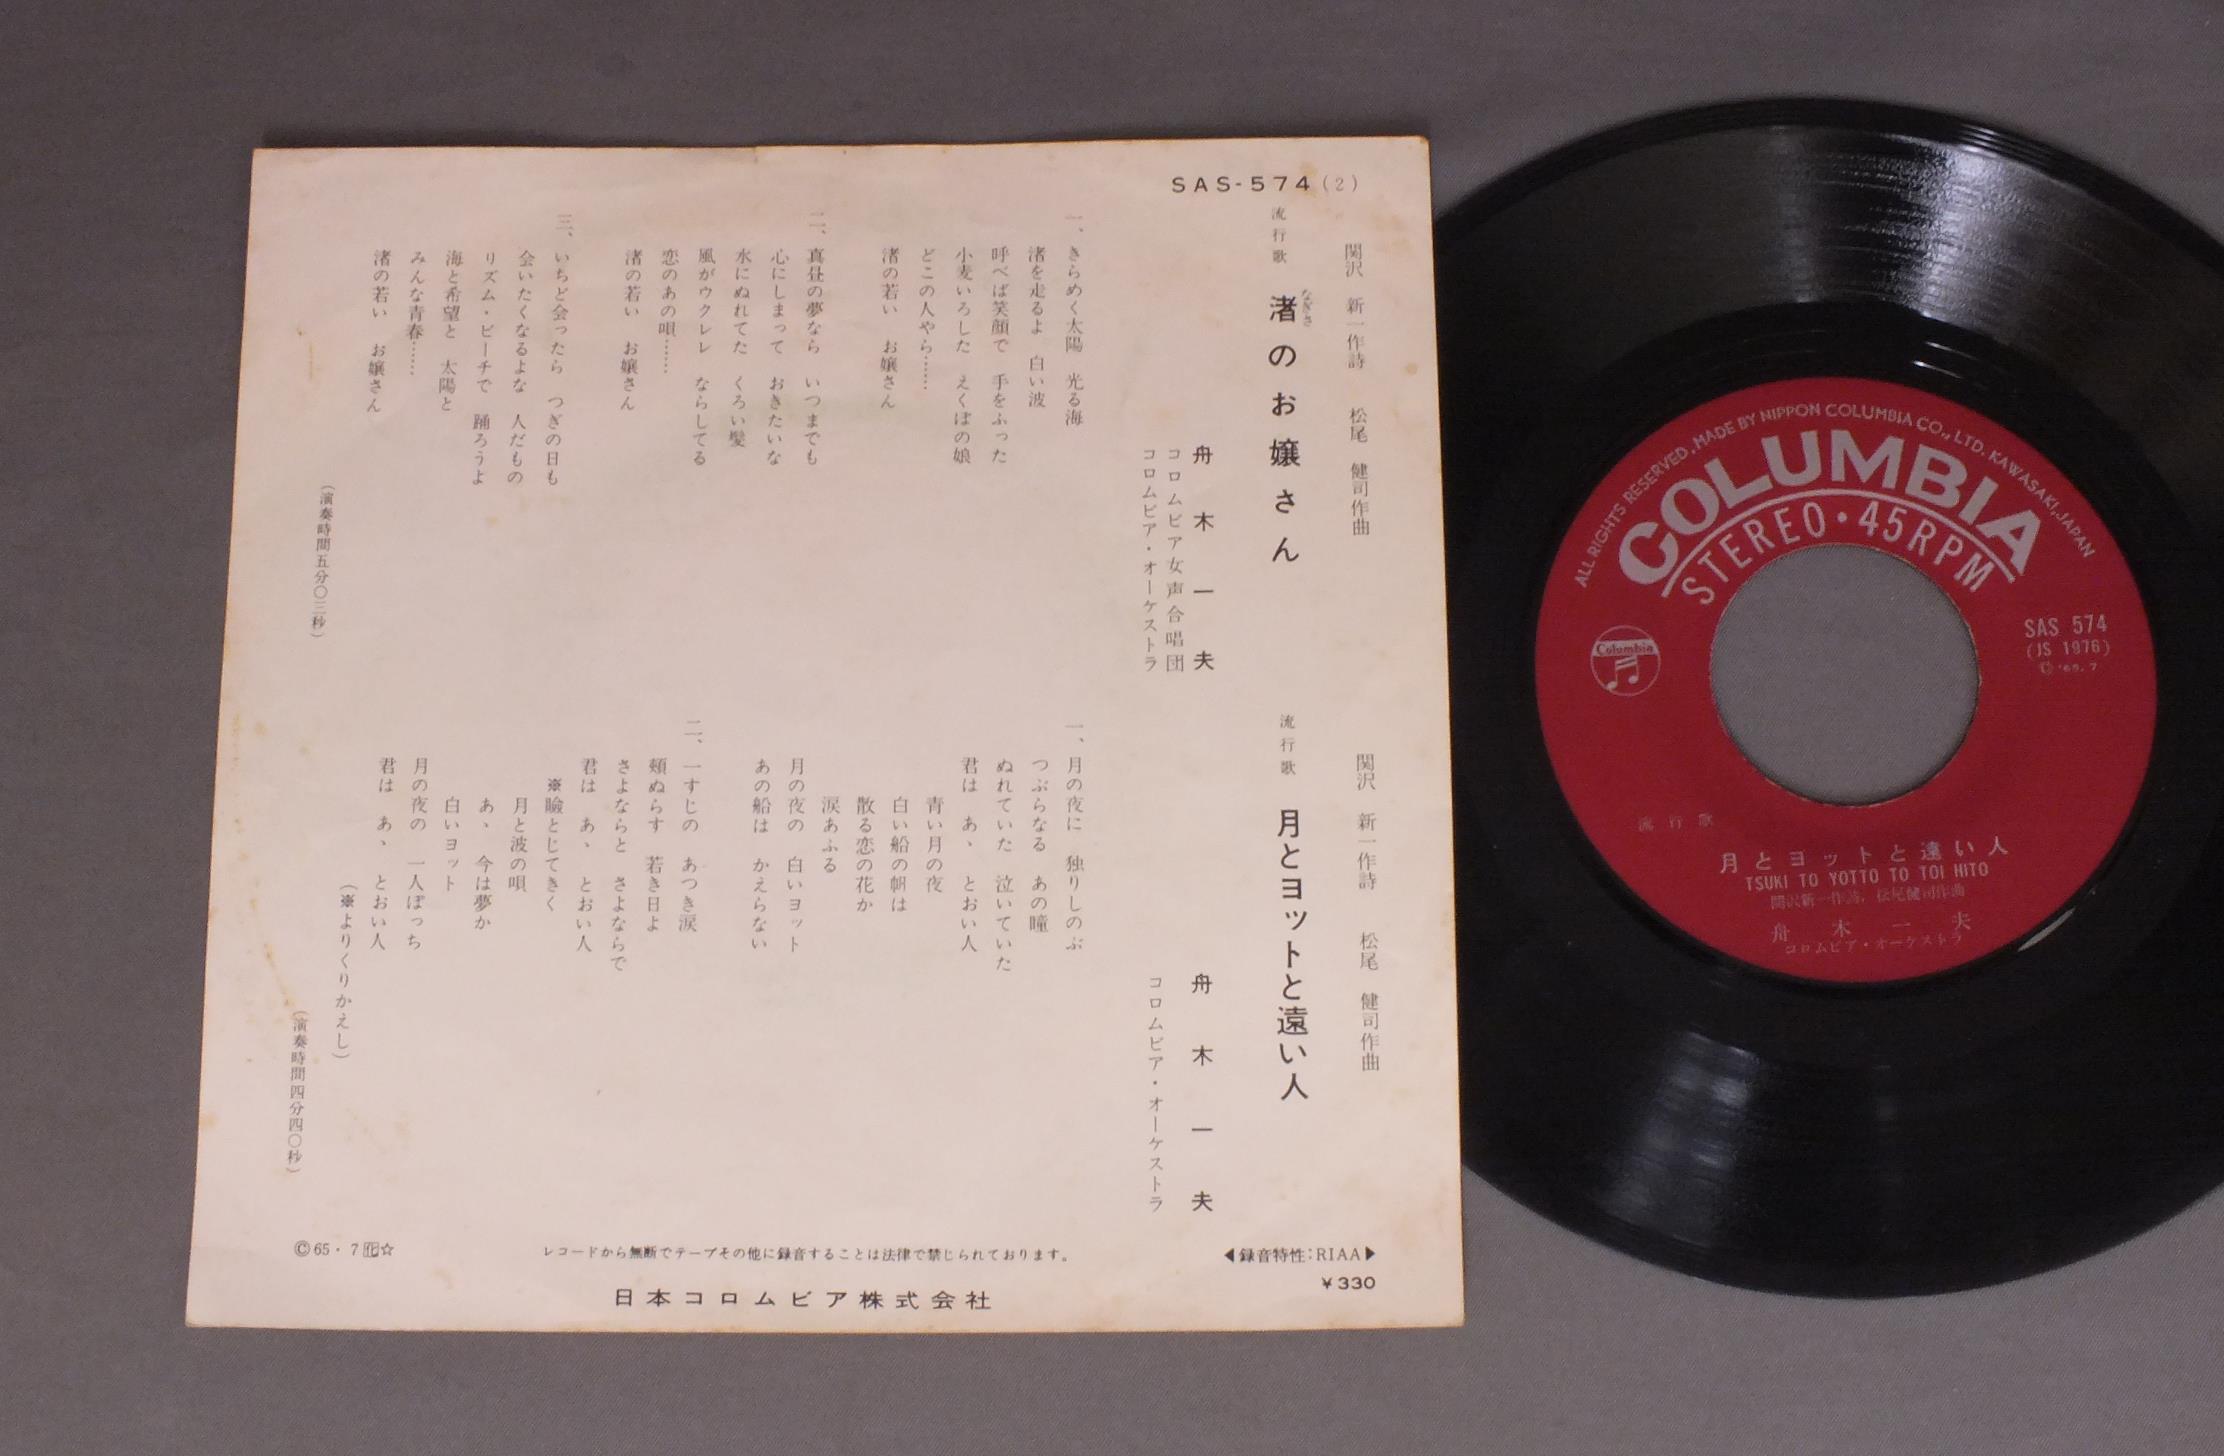 SAS-574(2)
関沢 新一作詩 松尾 健司作曲
流行歌 渚のお嬢さん
なぎさ
舟木一夫
コロムビア女声合唱団
コロムビア・オーケストラ
一、きらめく太陽 光る海
渚を走るよ 白い波
呼べば笑顔で 手をふった
小麦いろした えくぼの娘
どこの人やら……
渚の若い お嬢さん
二、真昼の夢なら いつまでも
心にしまって おきたいな
水にぬれてた くろい髪
風がウクレレ ならしてる
恋のあの唄……
渚の若い お嬢さん
三、いちど会ったら つぎの日も
会いたくなるよな 人だもの
リズム・ビーチで 踊ろうよ
海と希望と 太陽と
みんな青春……
渚の若い お嬢さん
(演奏時間五分〇三秒)
関沢 新一作詩 松尾 健司作曲
流行歌 月とヨットと遠い人
舟木一夫
コロムビア・オーケストラ
一、月の夜に 独りしのぶ
つぶらなる あの瞳
ぬれていた 泣いていた
君は あゝ とおい人
青い月の夜
白い船の帆は
散る恋の花か
涙あふる
月の夜の 白いヨット
あの船は かえらない
二、一すじの あつき涙
頬ぬらす 若き日よ
さよならと さよならで
君は あゝ とおい人
※瞼とじてきく
月と波の唄
あゝ 今は夢か
白いヨット
月の夜の 一人ぼっち
君は あゝ とおい人
(※よりくりかえし)
(演奏時間四分四〇秒)
Ⓒ65・7㊗☆
レコードから無断でテープその他に録音することは法律で禁じられております。
◀録音特性:RIAA▶
¥330
日本コロムビア株式会社
ALL RIGHTS RESERVED, MADE BY NIPPON COLUMBIA CO., LTD. KAWASAKI, JAPAN
COLUMBIA
STEREO・45RPM
Columbia
SAS 574
(JS 1976)
Ⓒ '65.7
流行歌
月とヨットと遠い人
TSUKI TO YOTTO TO TOI HITO
関沢新一作詩, 松尾健司作曲
舟木一夫
コロムビア・オーケストラ